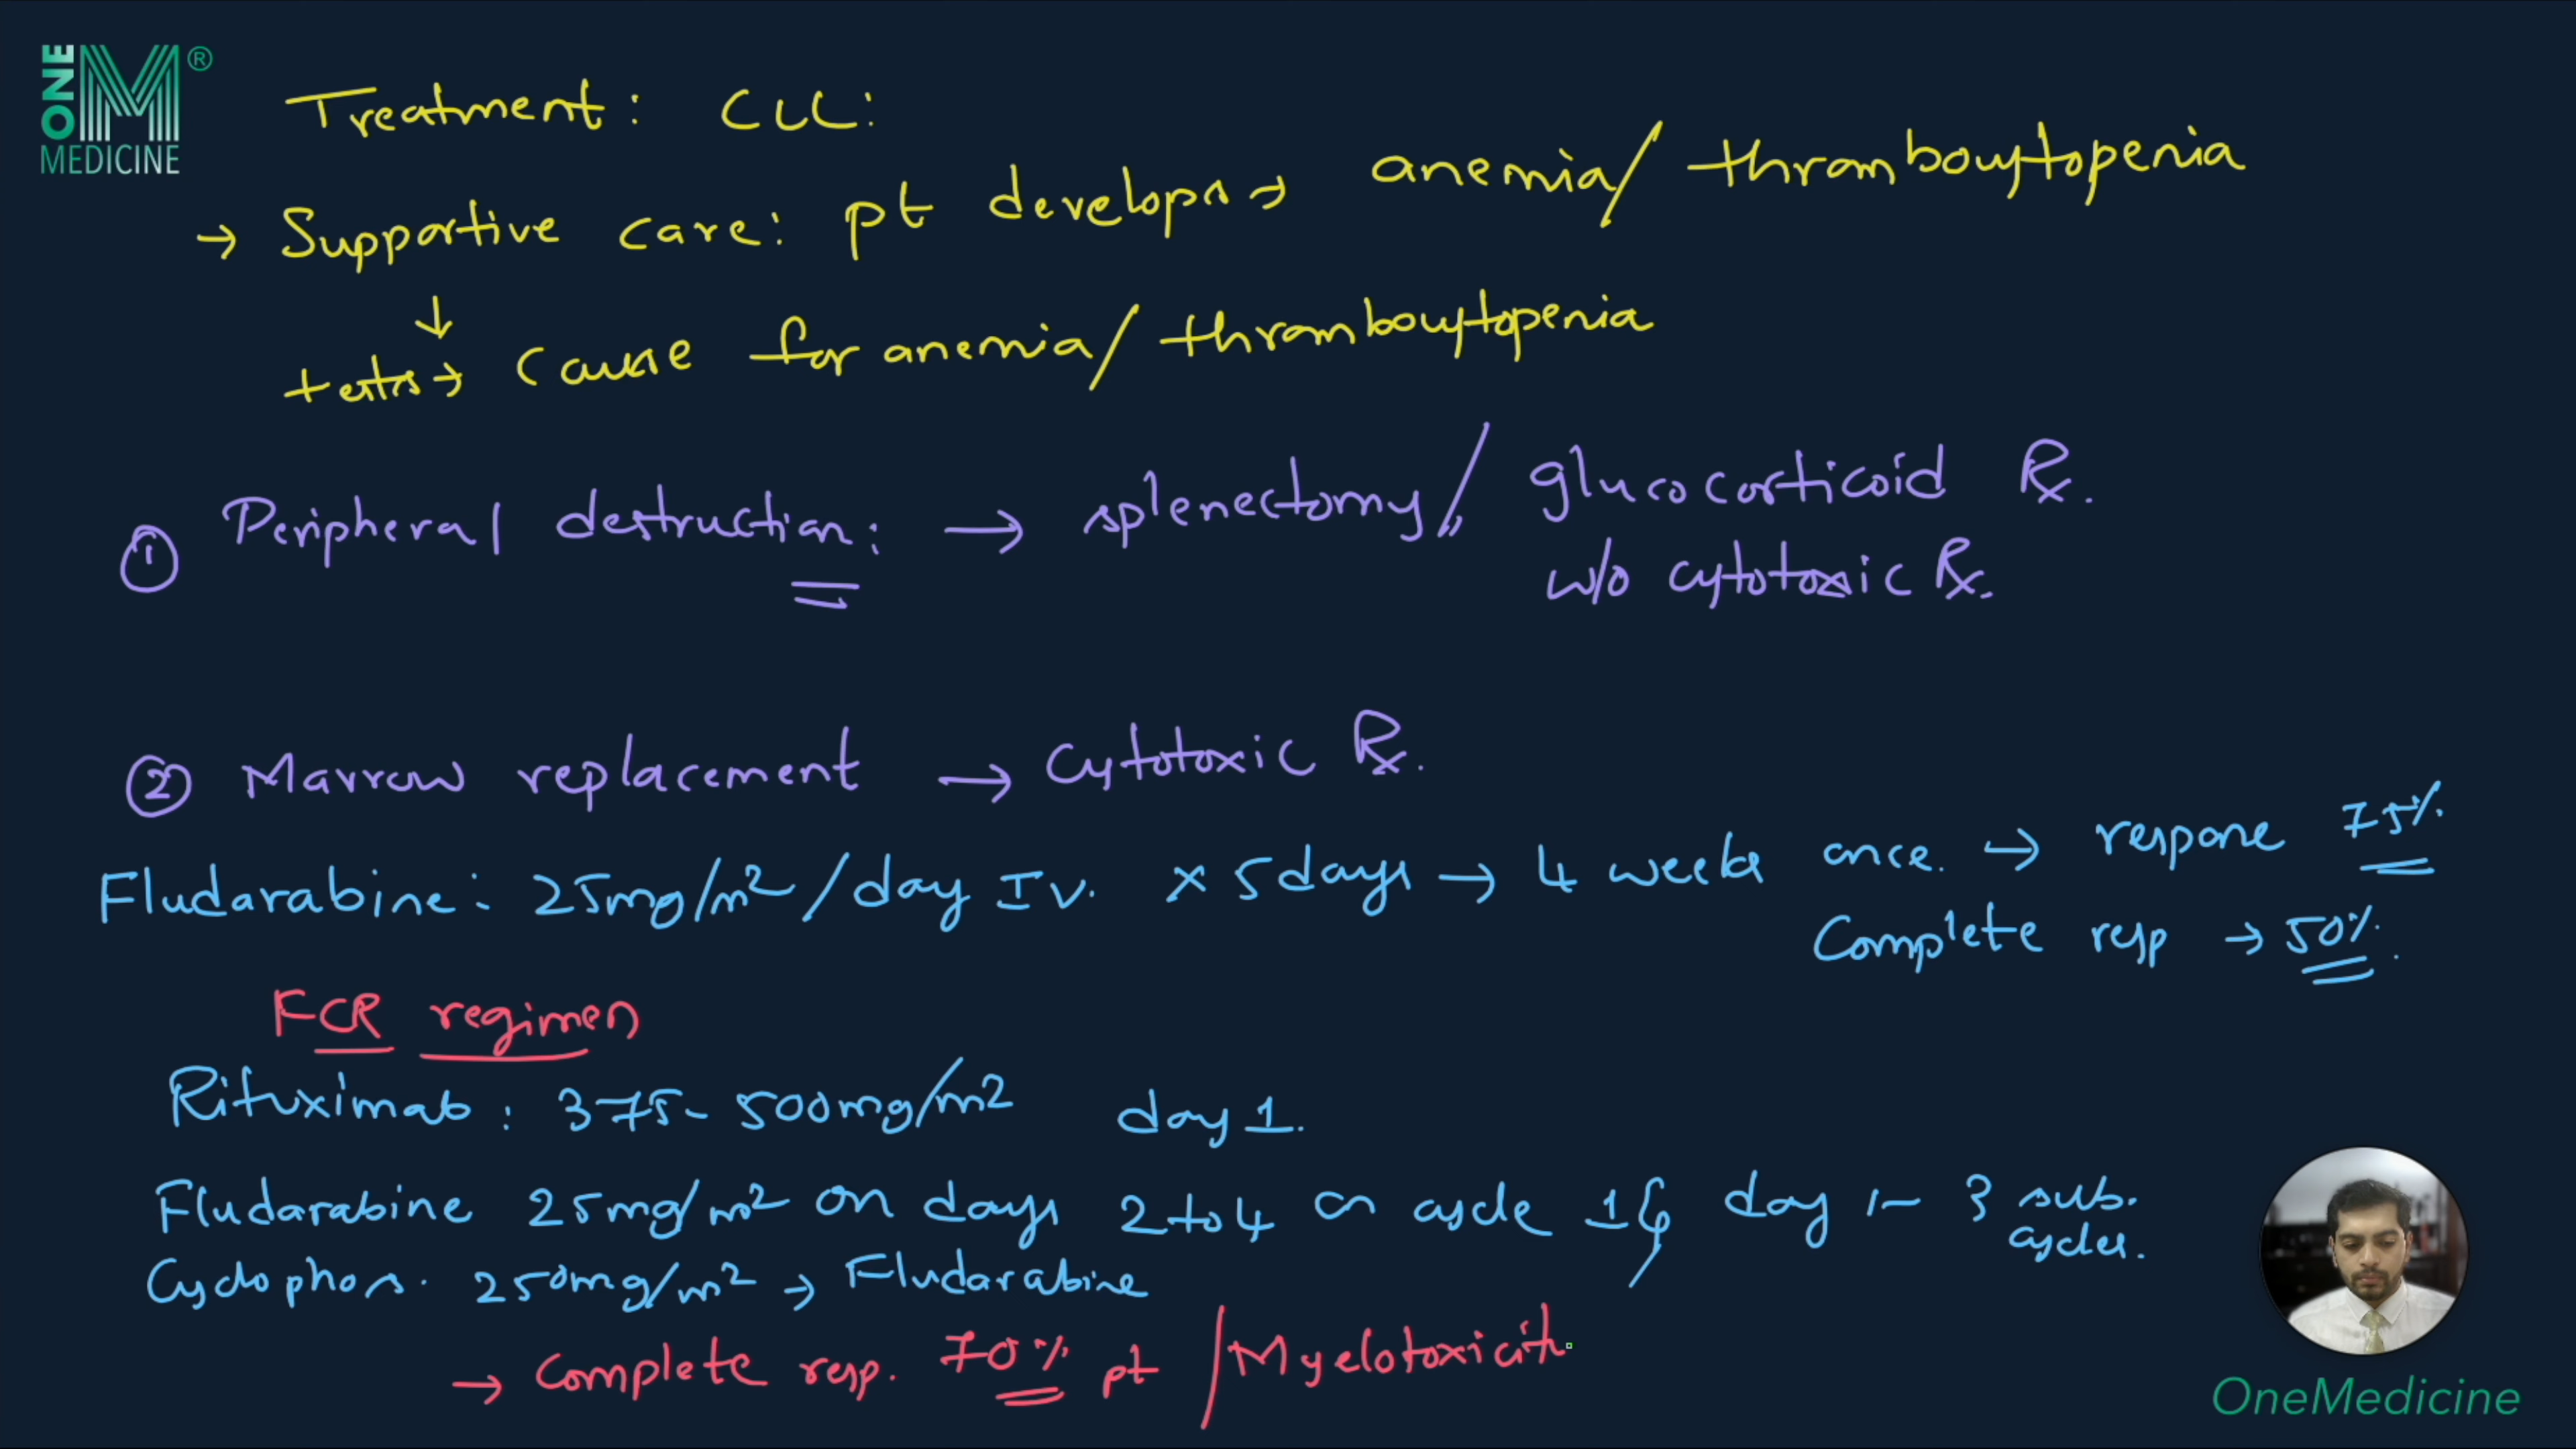 ONE MEDICINE ®
Treatment: CLL:
→ Supportive care: pt develops → anemia/ thrombocytopenia
↓
tests → Cause for anemia/ thrombocytopenia
① Peripheral destruction: → splenectomy/ glucocorticoid Rx.
w/o cytotoxic Rx.
② Marrow replacement → Cytotoxic Rx.
Fludarabine: 25mg/m²/day IV. x 5days → 4 weeks once. → response 75%
Complete resp → 50%.
FCR regimen
Rituximab: 375-500mg/m² day 1.
Fludarabine 25mg/m² on days 2 to 4 on cycle 1 & day 1-3 sub. cycles.
Cyclophos. 250mg/m² → Fludarabine
→ Complete resp. 70% pt /Myelotoxicit
OneMedicine